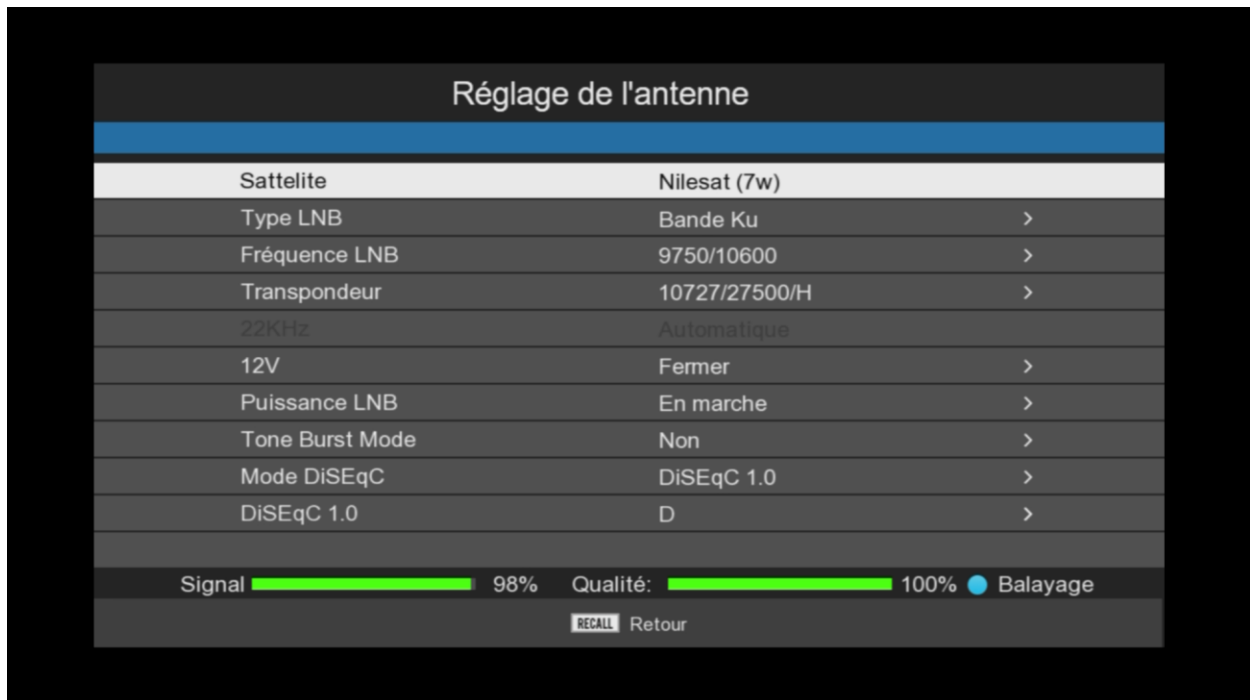 Réglage de l'antenne
Sattelite Nilesat (7w)
Type LNB Bande Ku >
Fréquence LNB 9750/10600 >
Transpondeur 10727/27500/H >
22KHz Automatique
12V Fermer >
Puissance LNB En marche >
Tone Burst Mode Non >
Mode DiSEqC DiSEqC 1.0 >
DiSEqC 1.0 D >
Signal 98% Qualité: 100% Balayage
RECALL Retour